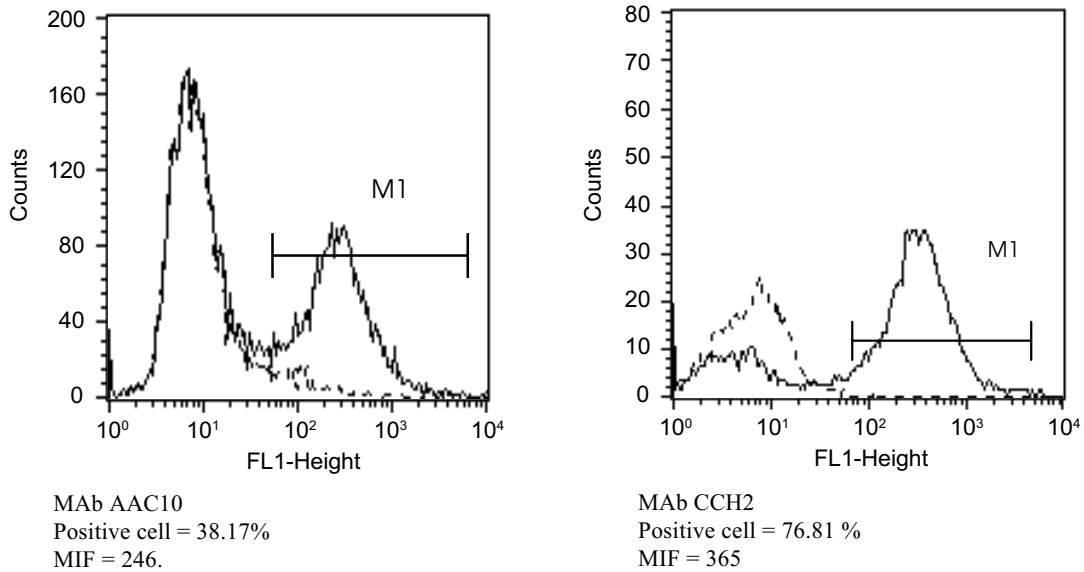 200
160
120
80
40
0
Counts
M1
10⁰ 10¹ 10² 10³ 10⁴
FL1-Height
MAb AAC10
Positive cell = 38.17%
MIF = 246.
80
70
60
50
40
30
20
10
0
Counts
M1
10⁰ 10¹ 10² 10³ 10⁴
FL1-Height
MAb CCH2
Positive cell = 76.81 %
MIF = 365